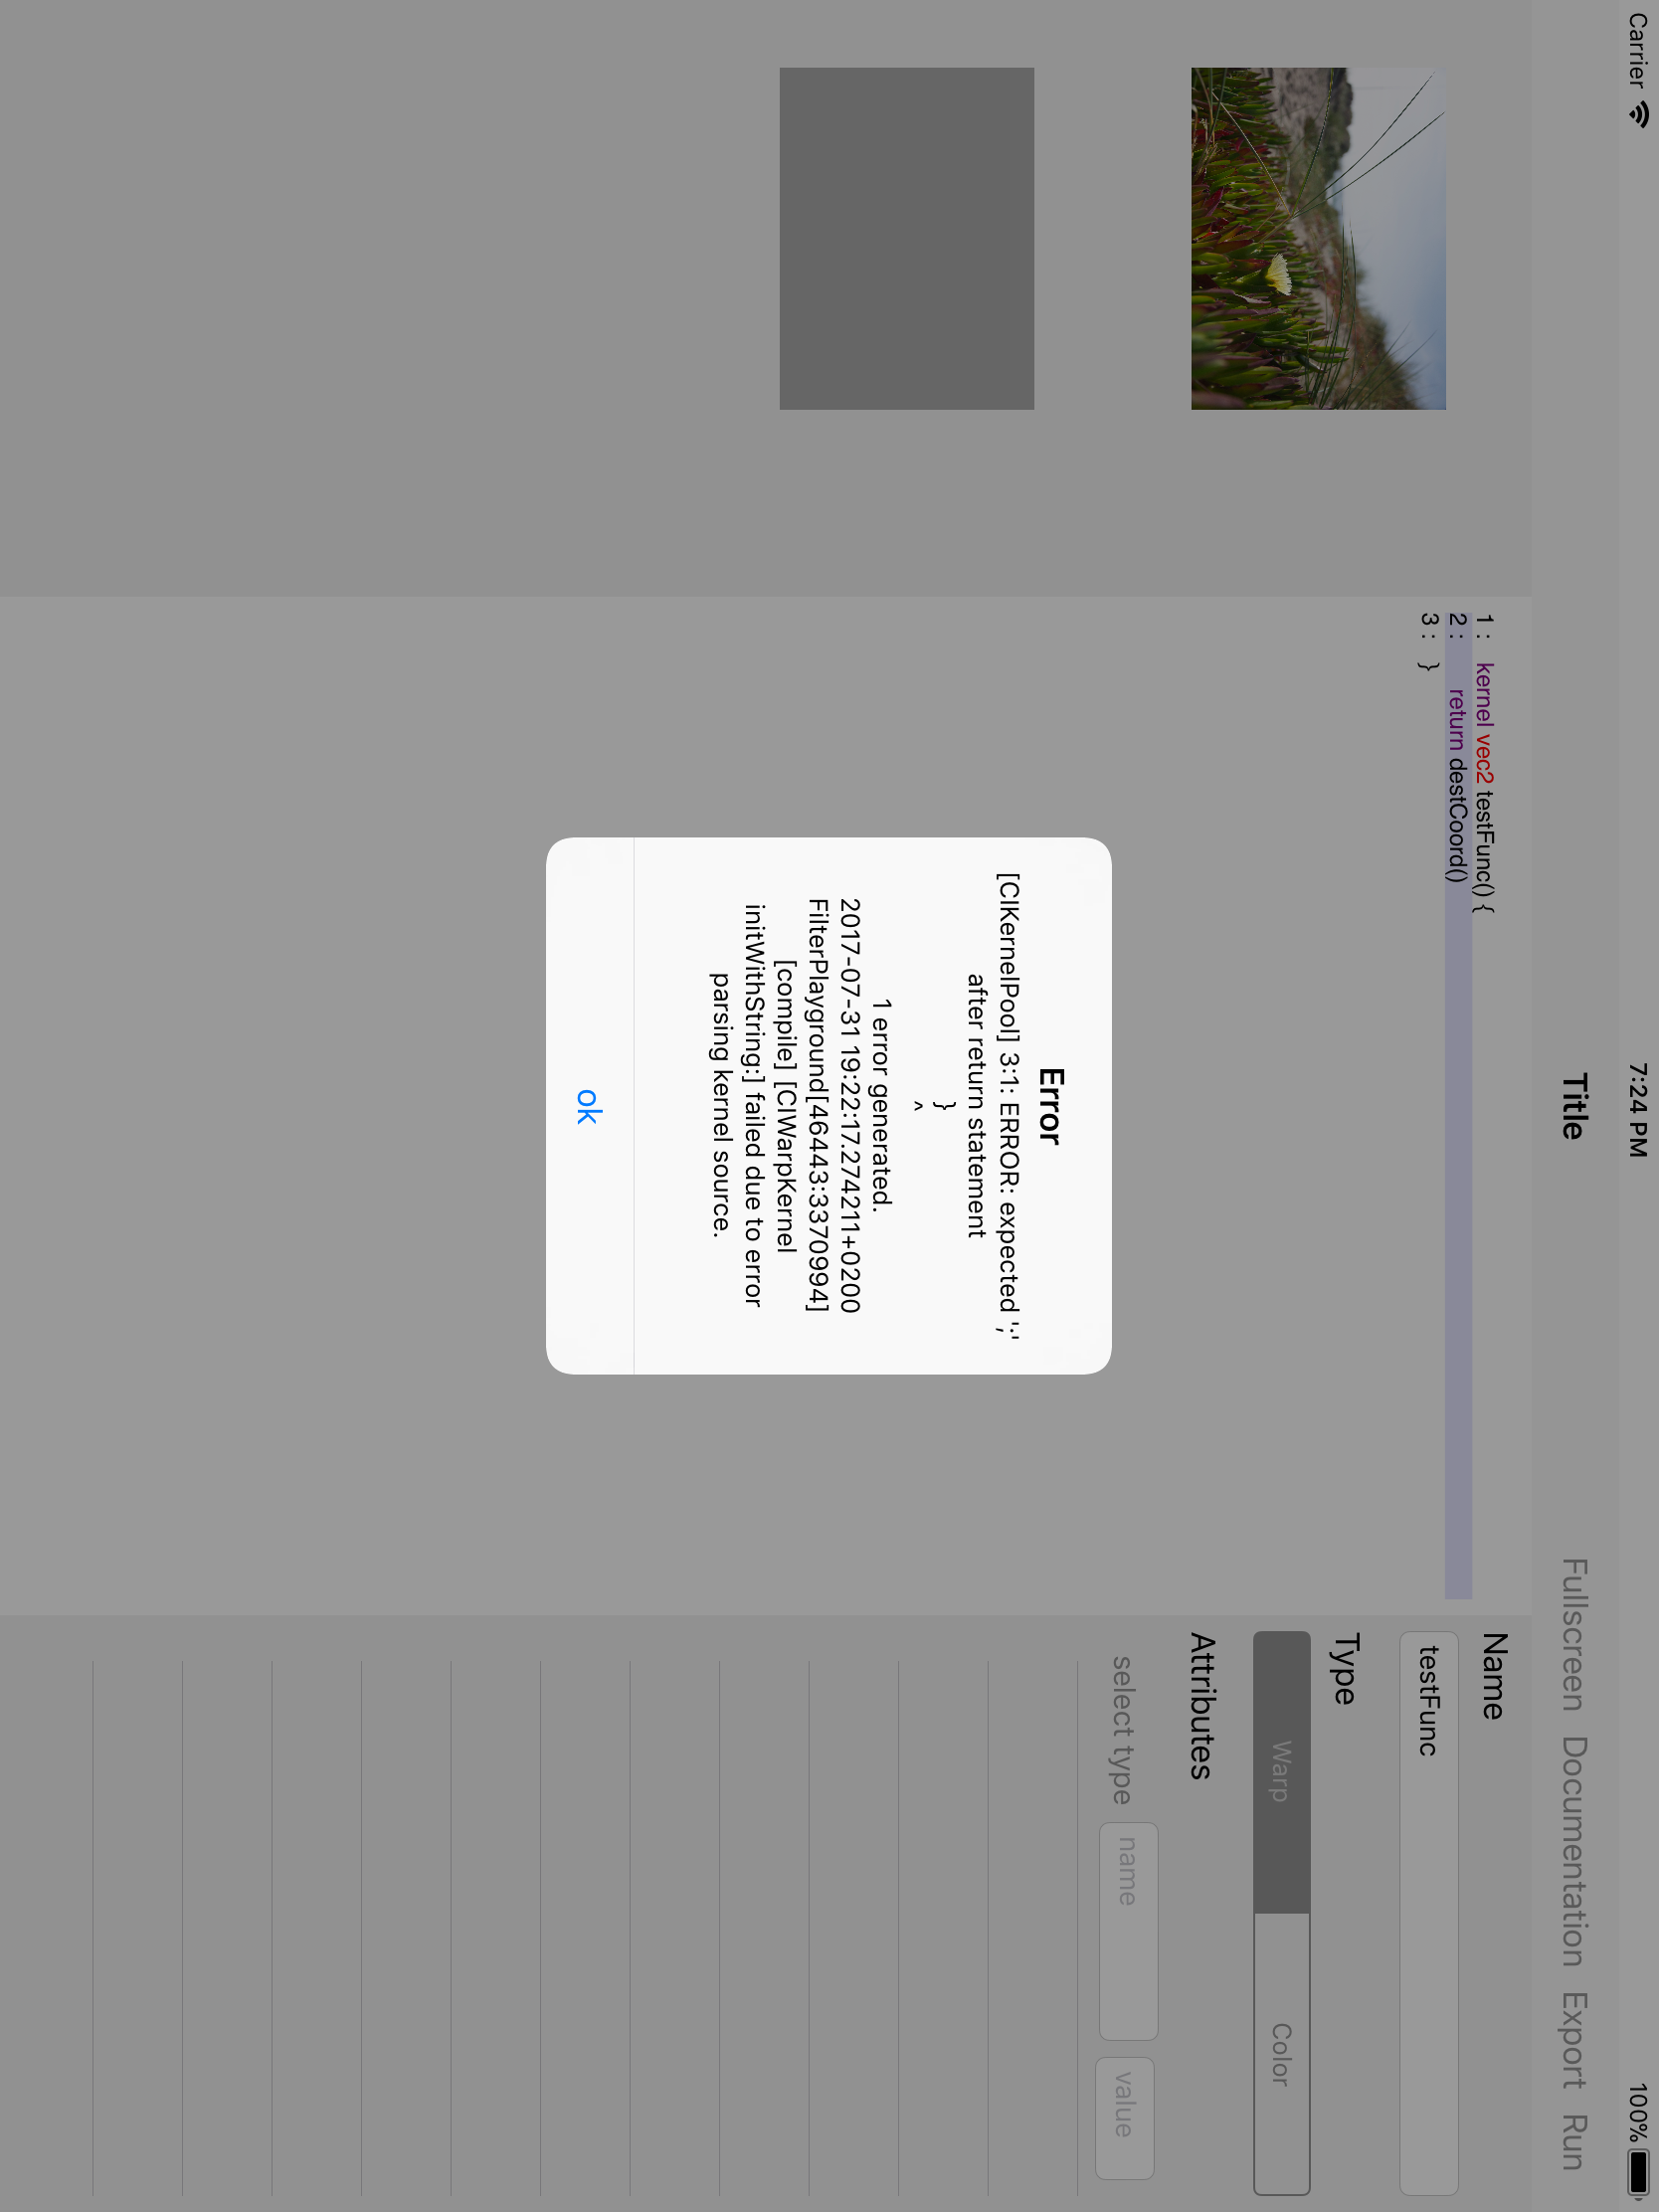 Carrier 7:24 PM 100%
Title Fullscreen Documentation Export Run
1 : kernel vec2 testFunc() {
2 : return destCoord()
3 : }
Error
[CIKernelPool] 3:1: ERROR: expected ';'
after return statement
}
^
1 error generated.
2017-07-31 19:22:17.274211+0200
FilterPlayground[46443:3370994]
[compile] [CIWarpKernel
initWithString:] failed due to error
parsing kernel source.
ok
Name
testFunc
Type
Warp Color
Attributes
select type name value